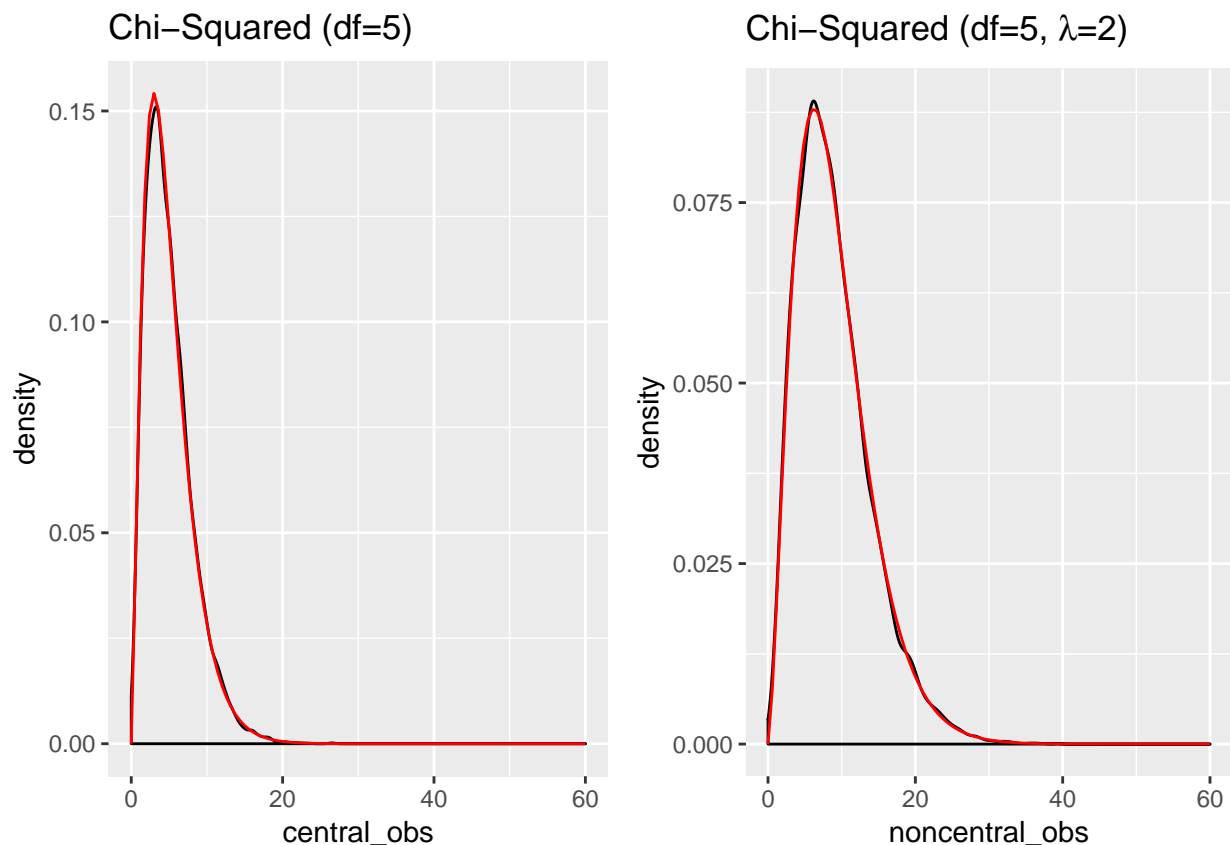 Chi−Squared (df=5)
0.15
0.10
0.05
0.00
density
0
20
40
60
central_obs
Chi−Squared (df=5, λ=2)
0.075
0.050
0.025
0.000
density
0
20
40
60
noncentral_obs